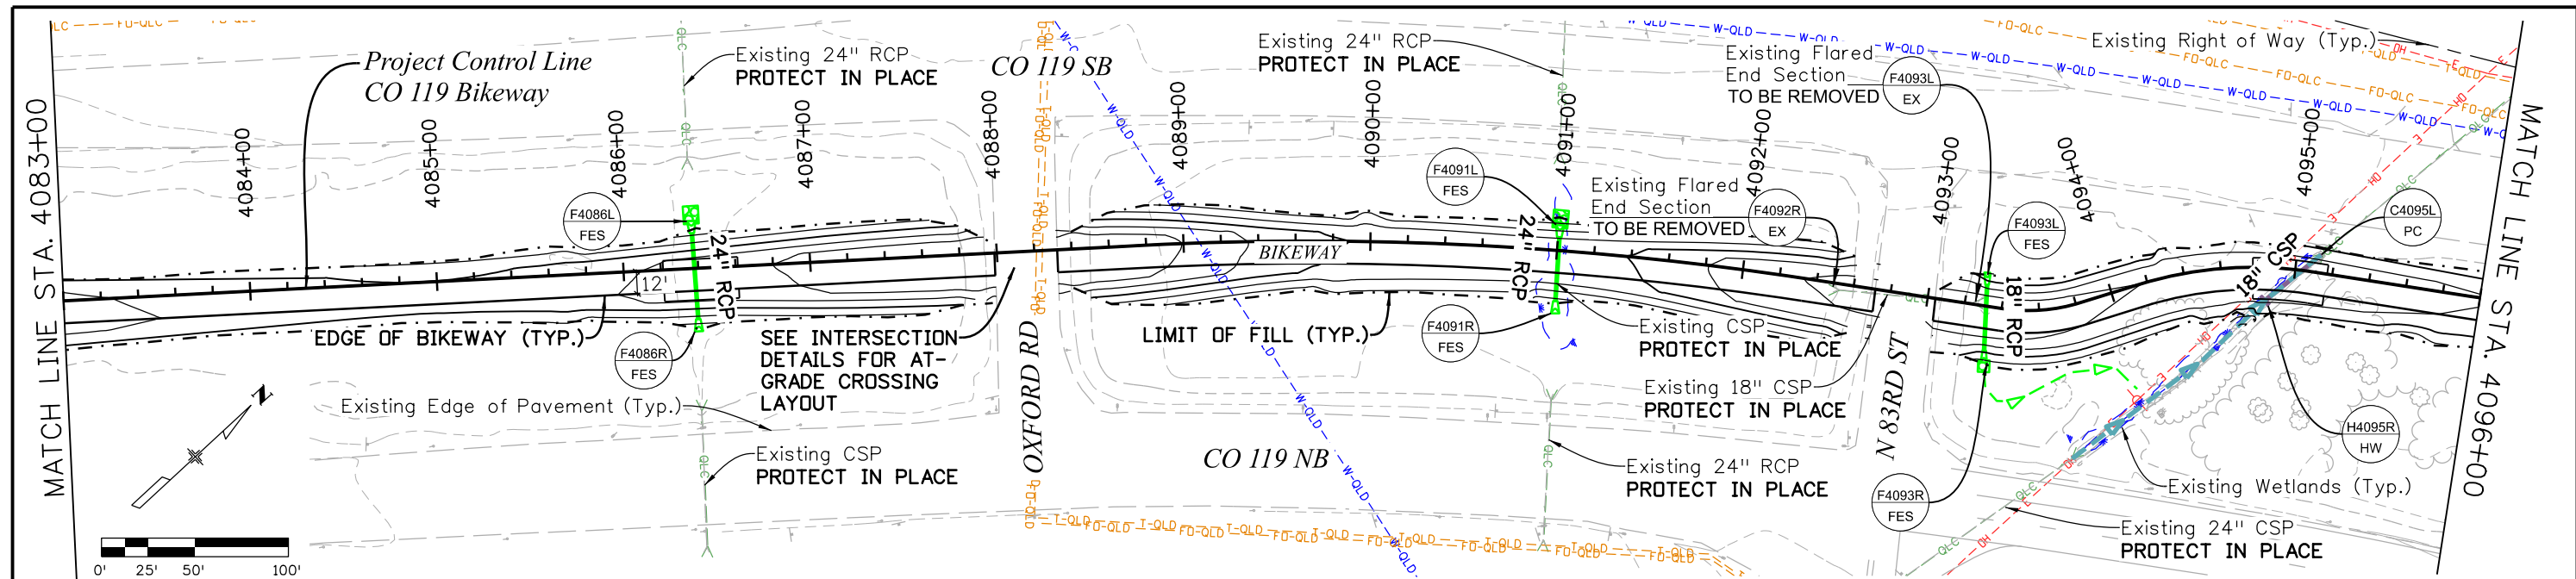 Project Control Line
CO 119 Bikeway
Existing 24" RCP
PROTECT IN PLACE
CO 119 SB
Existing 24" RCP
PROTECT IN PLACE
Existing Flared
End Section
TO BE REMOVED
F4093L
EX
Existing Right of Way (Typ.)
MATCH LINE STA. 4083+00
4084+00
4085+00
4086+00
4087+00
4088+00
4089+00
4090+00
4091+00
4092+00
4093+00
4094+00
4095+00
MATCH LINE STA. 4096+00
F4086L
FES
F4091L
FES
Existing Flared
End Section
TO BE REMOVED
F4092R
EX
F4093L
FES
C4095L
PC
24" RCP
BIKEWAY
24" RCP
18" RCP
18" CSP
12'
EDGE OF BIKEWAY (TYP.)
F4086R
FES
SEE INTERSECTION
DETAILS FOR AT-
GRADE CROSSING
LAYOUT
OXFORD RD
LIMIT OF FILL (TYP.)
F4091R
FES
Existing CSP
PROTECT IN PLACE
Existing 18" CSP
PROTECT IN PLACE
N 83RD ST
H4095R
HW
Existing Edge of Pavement (Typ.)
N
Existing CSP
PROTECT IN PLACE
CO 119 NB
Existing 24" RCP
PROTECT IN PLACE
F4093R
FES
Existing Wetlands (Typ.)
Existing 24" CSP
PROTECT IN PLACE
0' 25' 50' 100'